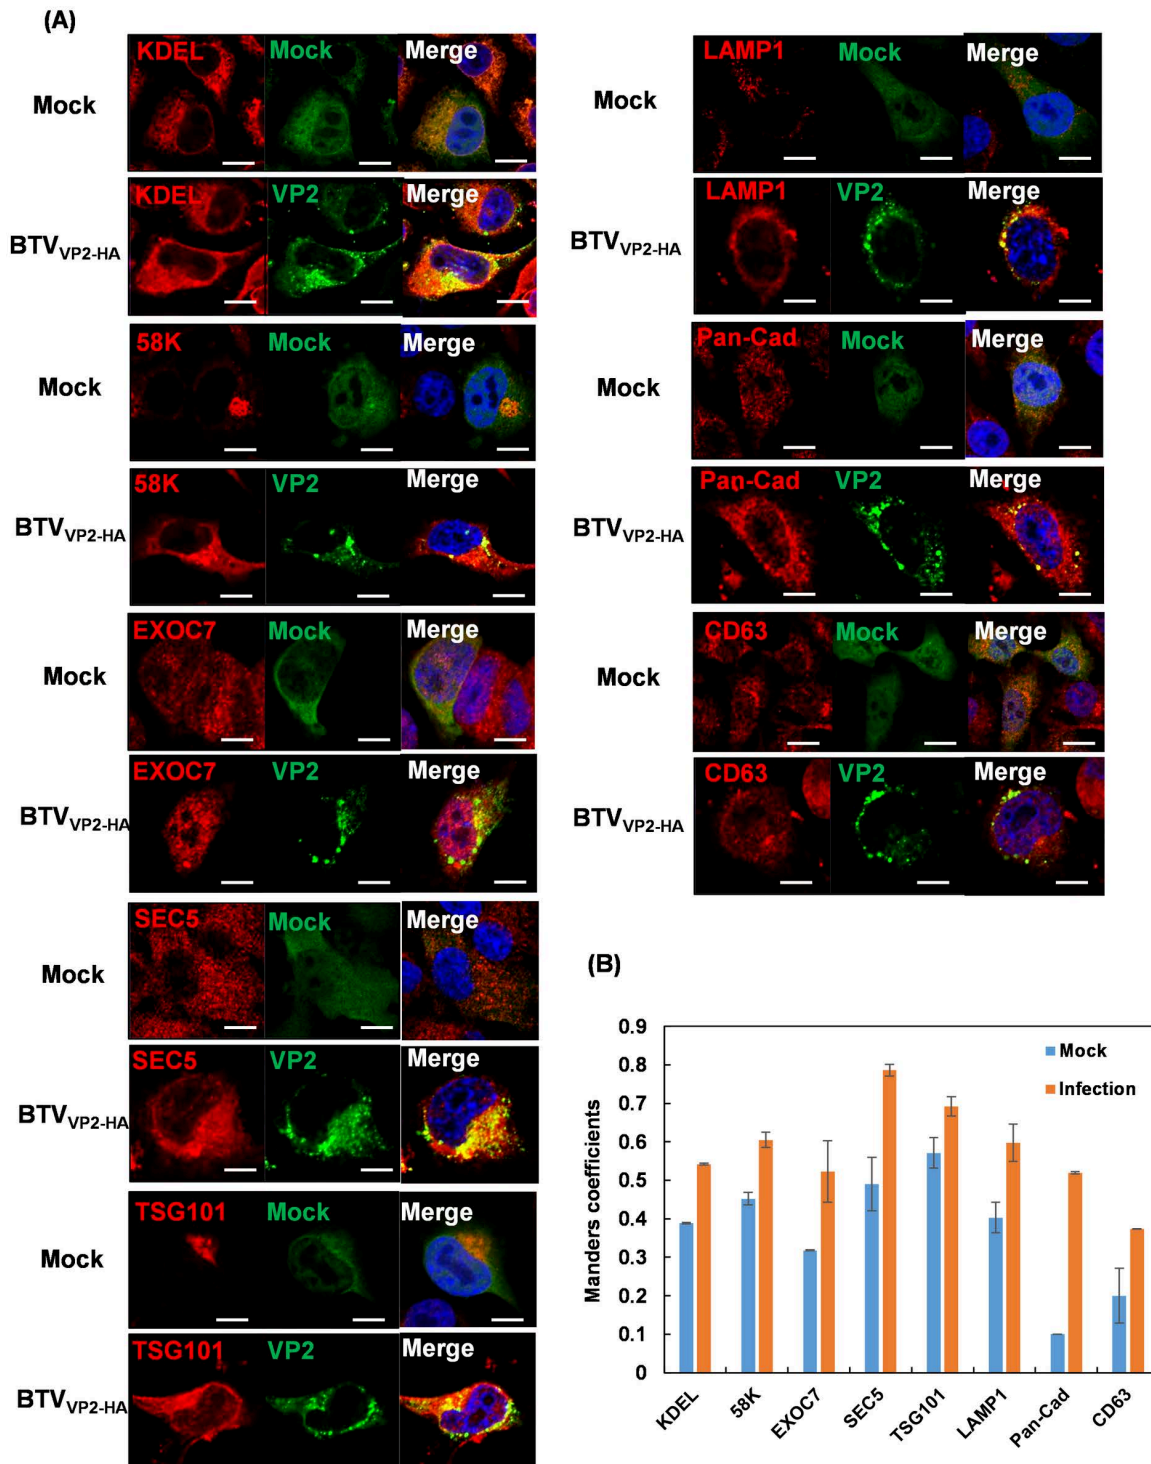 (A)
KDEL Mock Merge
Mock
KDEL VP2 Merge
BTVVP2-HA
58K Mock Merge
Mock
58K VP2 Merge
BTVVP2-HA
EXOC7 Mock Merge
Mock
EXOC7 VP2 Merge
BTVVP2-HA
SEC5 Mock Merge
Mock
SEC5 VP2 Merge
BTVVP2-HA
TSG101 Mock Merge
Mock
TSG101 VP2 Merge
BTVVP2-HA
LAMP1 Mock Merge
Mock
LAMP1 VP2 Merge
BTVVP2-HA
Pan-Cad Mock Merge
Mock
Pan-Cad VP2 Merge
BTVVP2-HA
CD63 Mock Merge
Mock
CD63 VP2 Merge
BTVVP2-HA
(B)
Manders coefficients
0.9
0.8
0.7
0.6
0.5
0.4
0.3
0.2
0.1
0
Mock
Infection
KDEL
58K
EXOC7
SEC5
TSG101
LAMP1
Pan-Cad
CD63